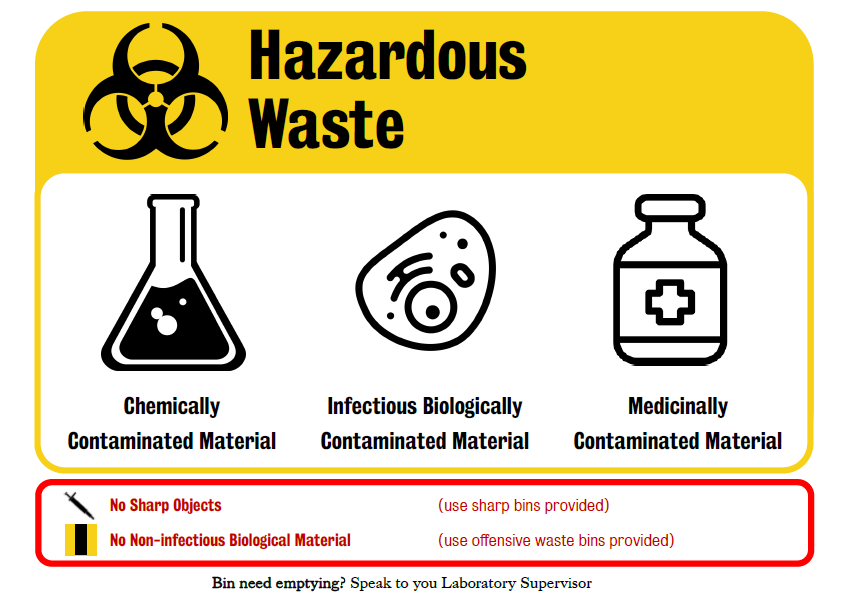 Hazardous
Waste
Chemically
Contaminated Material
Infectious Biologically
Contaminated Material
Medicinally
Contaminated Material
No Sharp Objects (use sharp bins provided)
No Non-infectious Biological Material (use offensive waste bins provided)
Bin need emptying? Speak to you Laboratory Supervisor